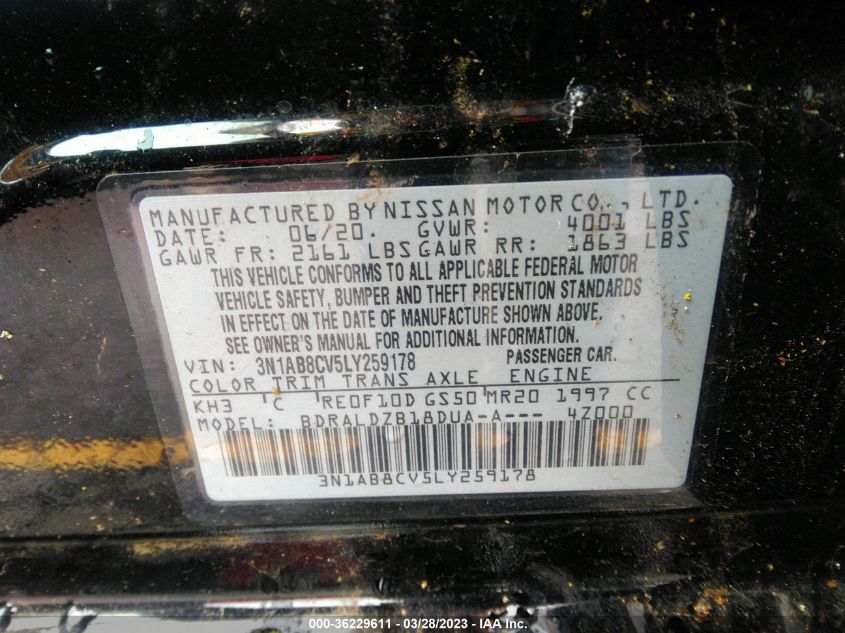 MANUFACTURED BY NISSAN MOTOR CO., LTD.
DATE: 06/20. GVWR: 4001 LBS
GAWR FR: 2161 LBS GAWR RR: 1863 LBS
THIS VEHICLE CONFORMS TO ALL APPLICABLE FEDERAL MOTOR
VEHICLE SAFETY, BUMPER AND THEFT PREVENTION STANDARDS
IN EFFECT ON THE DATE OF MANUFACTURE SHOWN ABOVE.
SEE OWNER'S MANUAL FOR ADDITIONAL INFORMATION.
VIN: 3N1AB8CV5LY259178 PASSENGER CAR.
COLOR TRIM TRANS AXLE ENGINE
KH3 C RE0F10D GS50 MR20 1997 CC
MODEL: BDRALDZB18DUA-A--- 4Z000
3N1AB8CV5LY259178
000-36229611 - 03/28/2023 - © IAA Inc.